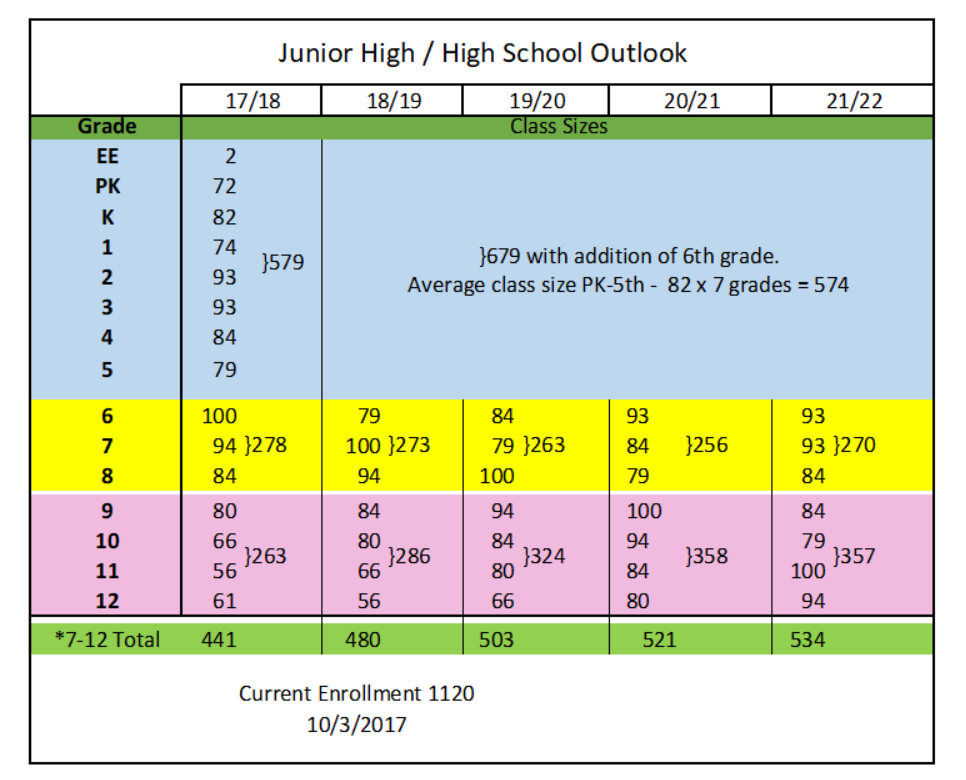 Junior High / High School Outlook
17/18 18/19 19/20 20/21 21/22
Grade Class Sizes
EE 2
PK 72
K 82
1 74
}579
2 93
3 93
4 84
5 79
}679 with addition of 6th grade.
Average class size PK-5th - 82 x 7 grades = 574
6 100 79 84 93 93
7 94 }278 100 }273 79 }263 84 }256 93 }270
8 84 94 100 79 84
9 80 84 94 100 84
10 66 80 84 94 79
}263 }286 }324 }358 }357
11 56 66 80 84 100
12 61 56 66 80 94
*7-12 Total 441 480 503 521 534
Current Enrollment 1120
10/3/2017